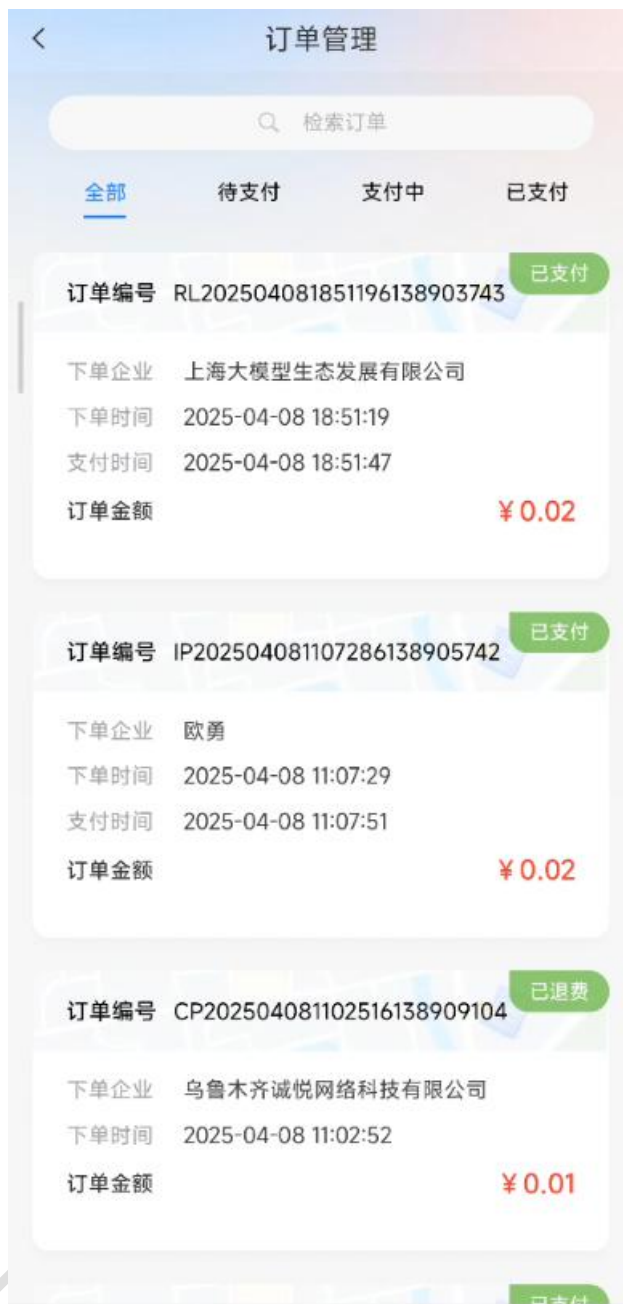 订单管理
检索订单
全部 待支付 支付中 已支付
已支付
订单编号 RL202504081851196138903743
下单企业 上海大模型生态发展有限公司
下单时间 2025-04-08 18:51:19
支付时间 2025-04-08 18:51:47
订单金额 ¥0.02
已支付
订单编号 IP202504081107286138905742
下单企业 欧勇
下单时间 2025-04-08 11:07:29
支付时间 2025-04-08 11:07:51
订单金额 ¥0.02
已退费
订单编号 CP202504081102516138909104
下单企业 乌鲁木齐诚悦网络科技有限公司
下单时间 2025-04-08 11:02:52
订单金额 ¥0.01
已支付